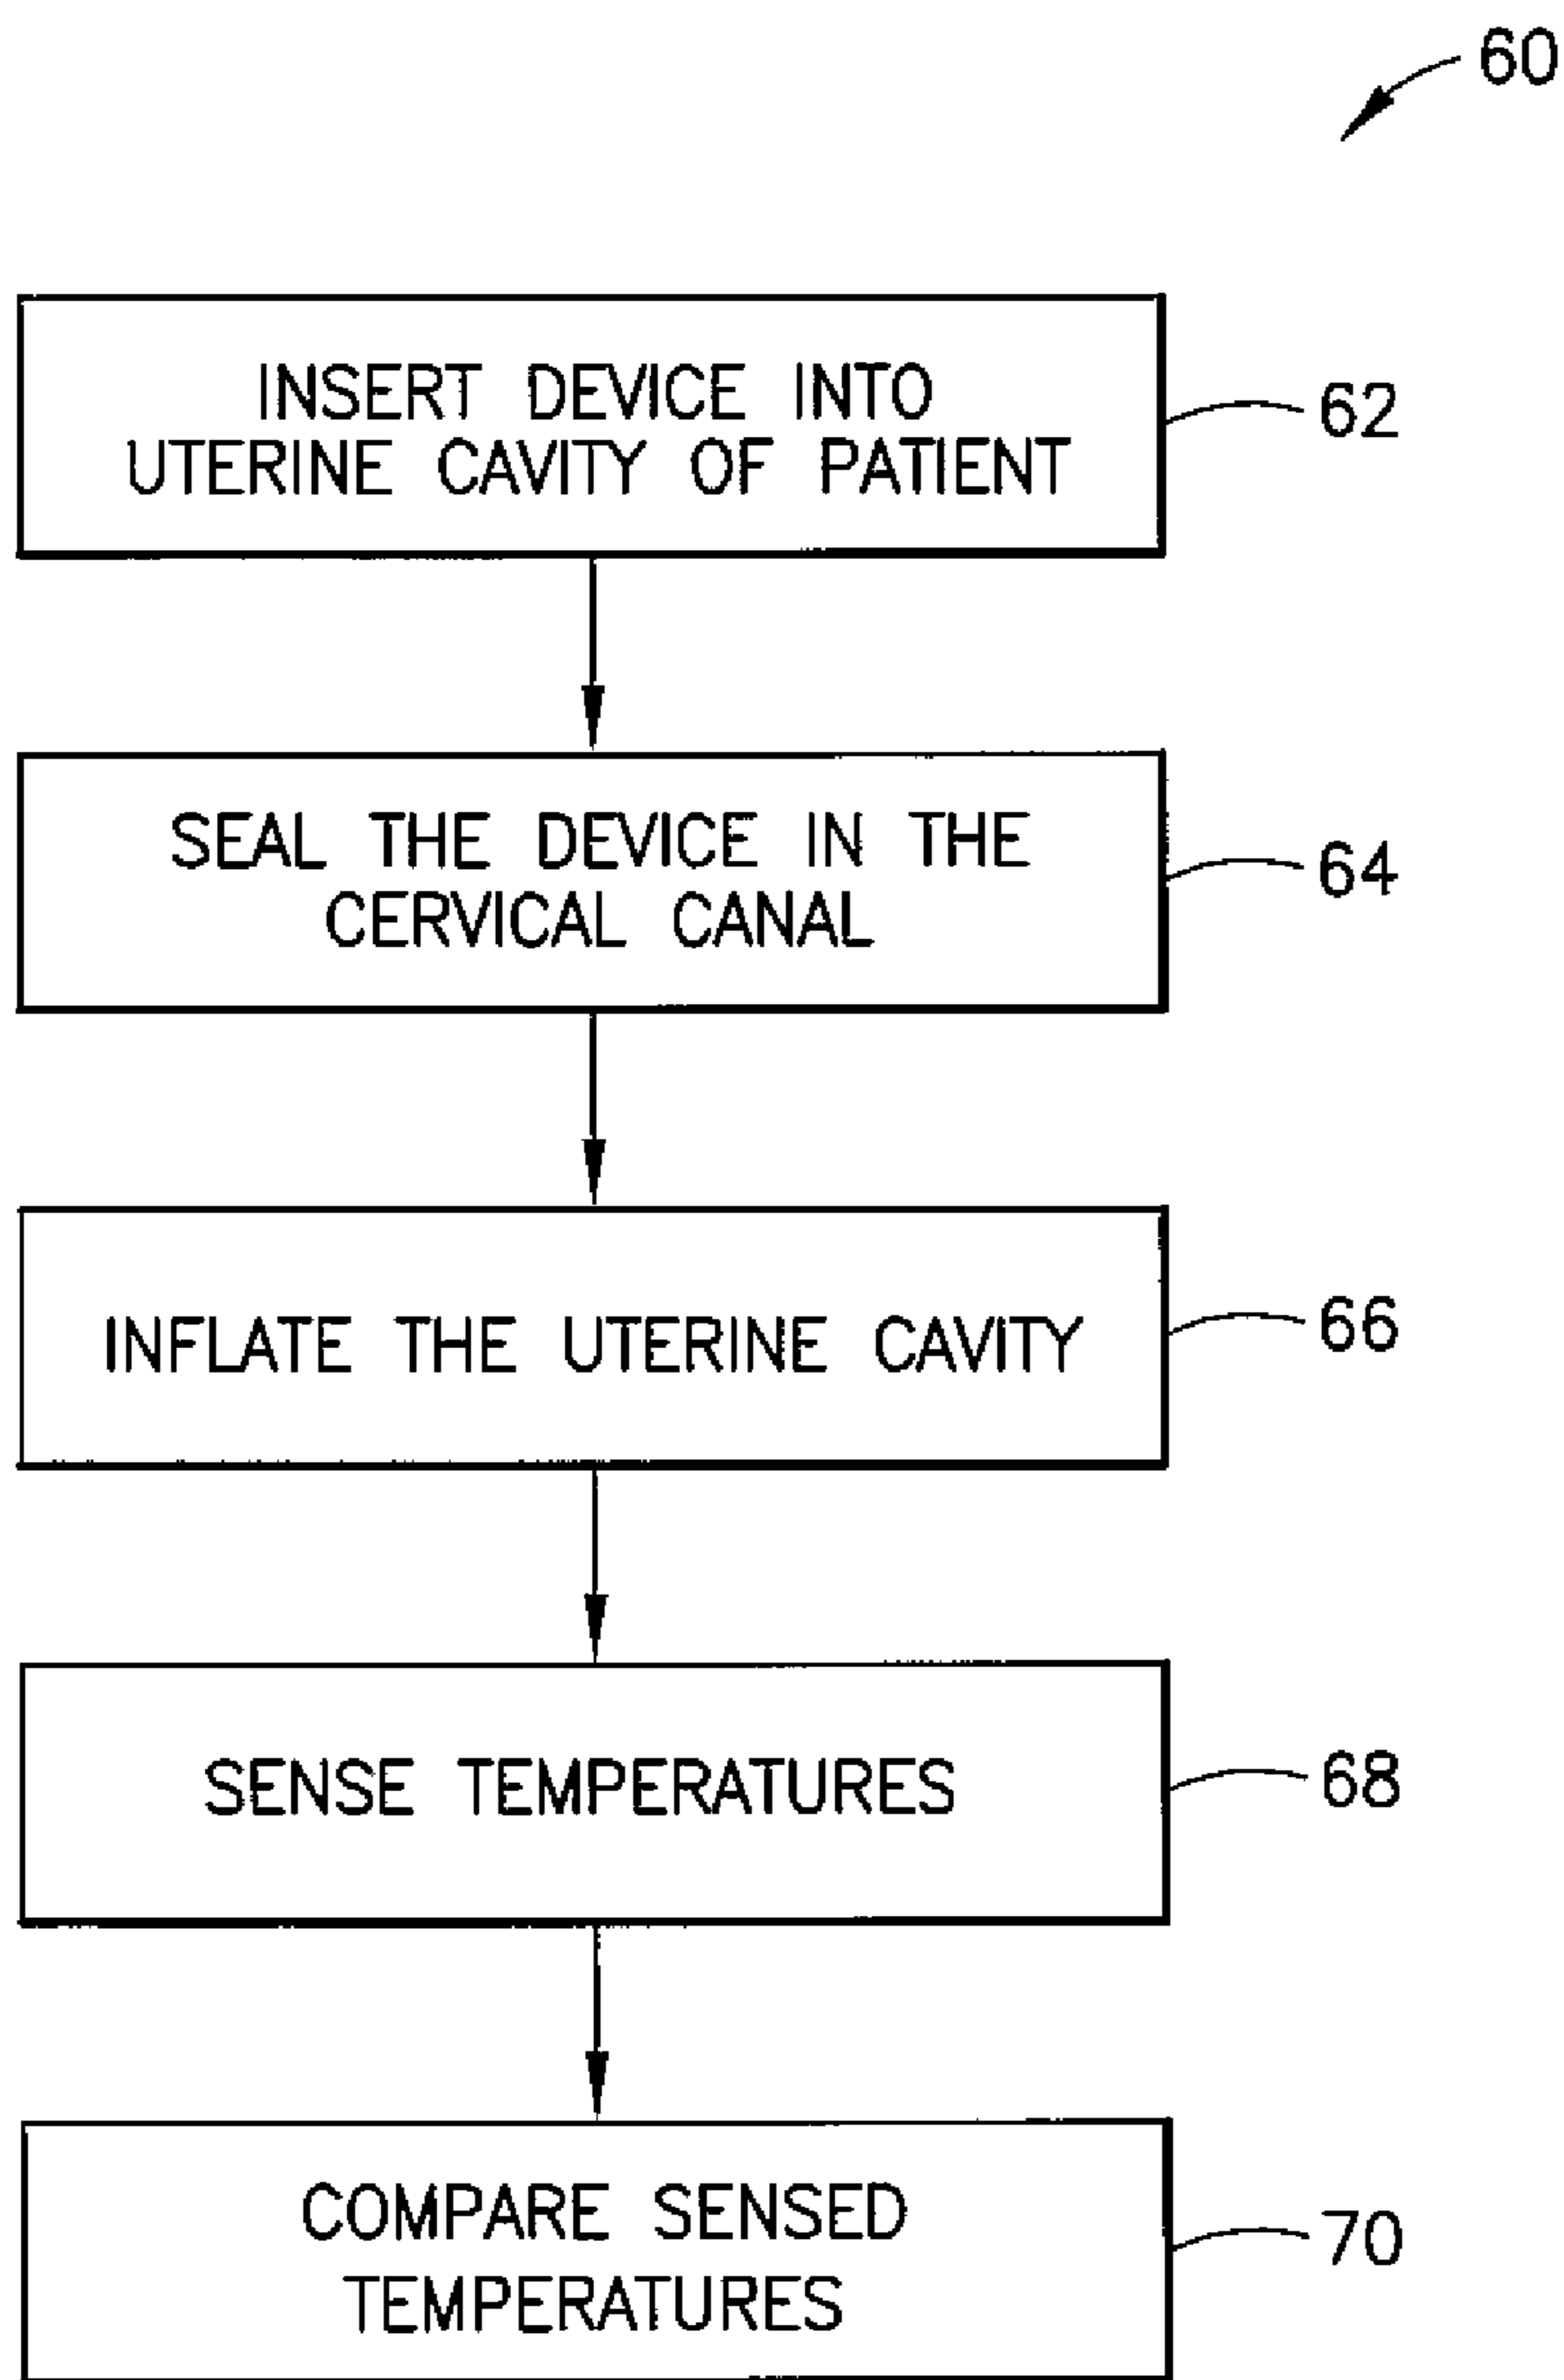 60
INSERT DEVICE INTO
UTERINE CAVITY OF PATIENT
62
SEAL THE DEVICE IN THE
CERVICAL CANAL
64
INFLATE THE UTERINE CAVITY
66
SENSE TEMPERATURES
68
COMPARE SENSED
TEMPERATURES
70